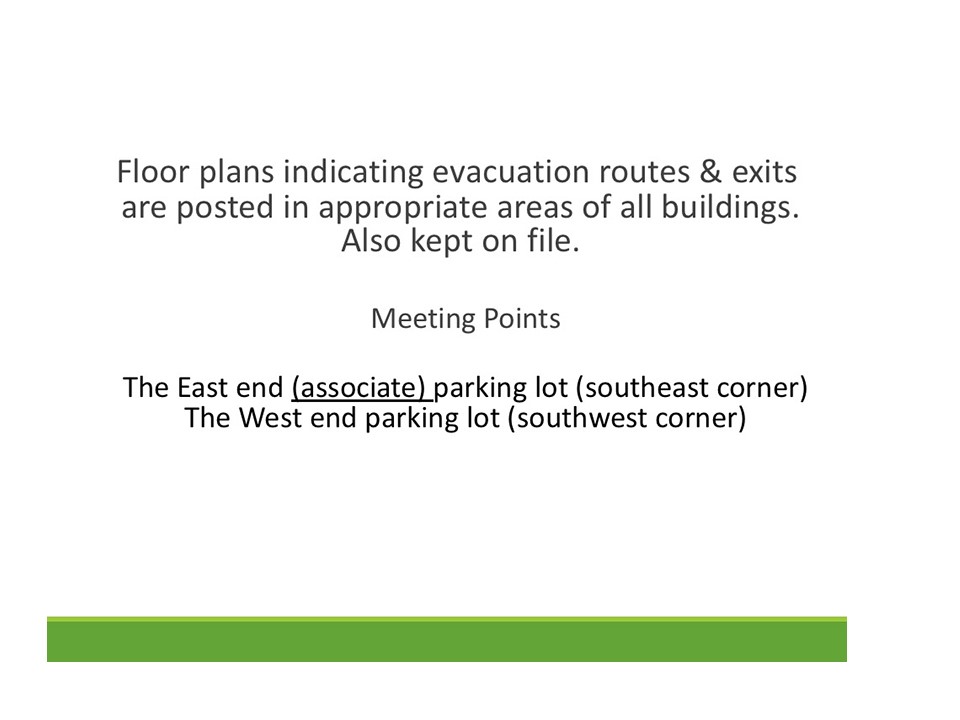 Floor plans indicating evacuation routes & exits
are posted in appropriate areas of all buildings.
Also kept on file.
Meeting Points
The East end (associate) parking lot (southeast corner)
The West end parking lot (southwest corner)